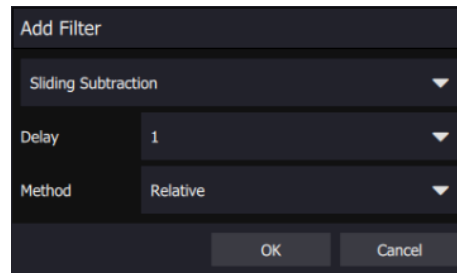 Add Filter
Sliding Subtraction
Delay 1
Method Relative
OK Cancel